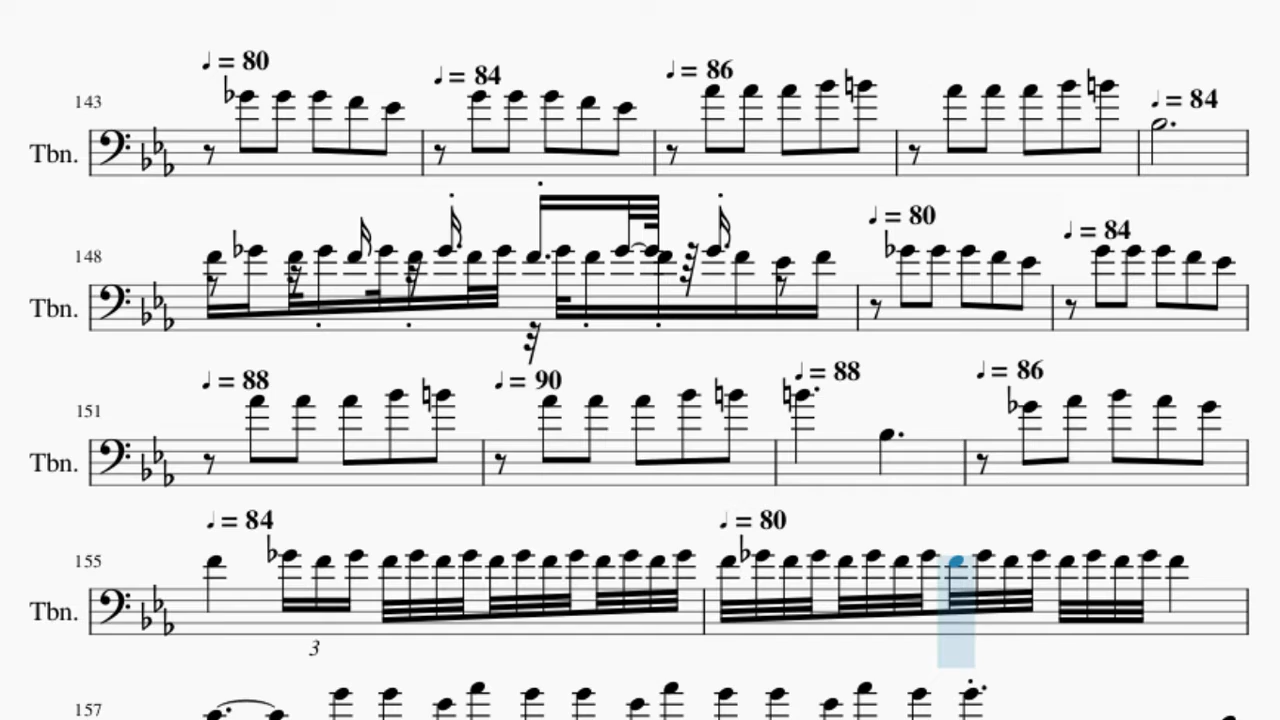 ♩= 80 ♩= 84 ♩= 86 ♩= 84
143
Tbn.
♩= 80 ♩= 84
148
Tbn.
♩= 88 ♩= 90 ♩= 88 ♩= 86
151
Tbn.
♩= 84 ♩= 80
155
Tbn.
3
157